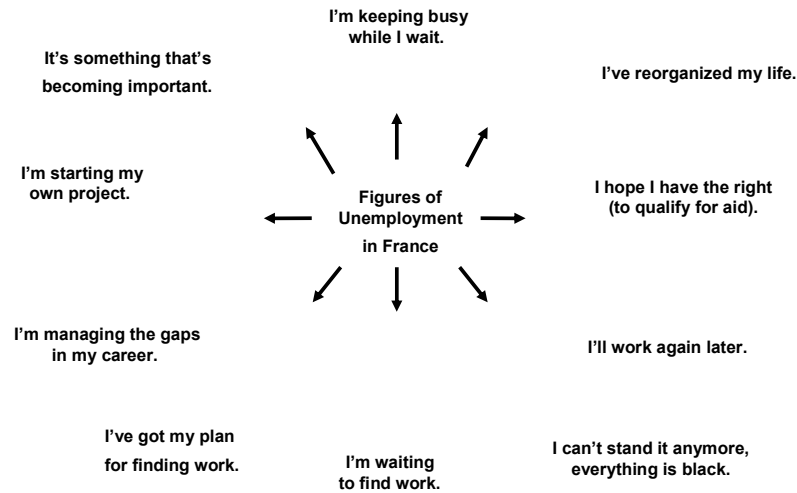 I’m keeping busy
while I wait.
It’s something that’s
becoming important.
I’ve reorganized my life.
I’m starting my
own project.
Figures of
Unemployment
in France
I hope I have the right
(to qualify for aid).
I’m managing the gaps
in my career.
I’ll work again later.
I’ve got my plan
for finding work.
I’m waiting
to find work.
I can’t stand it anymore,
everything is black.